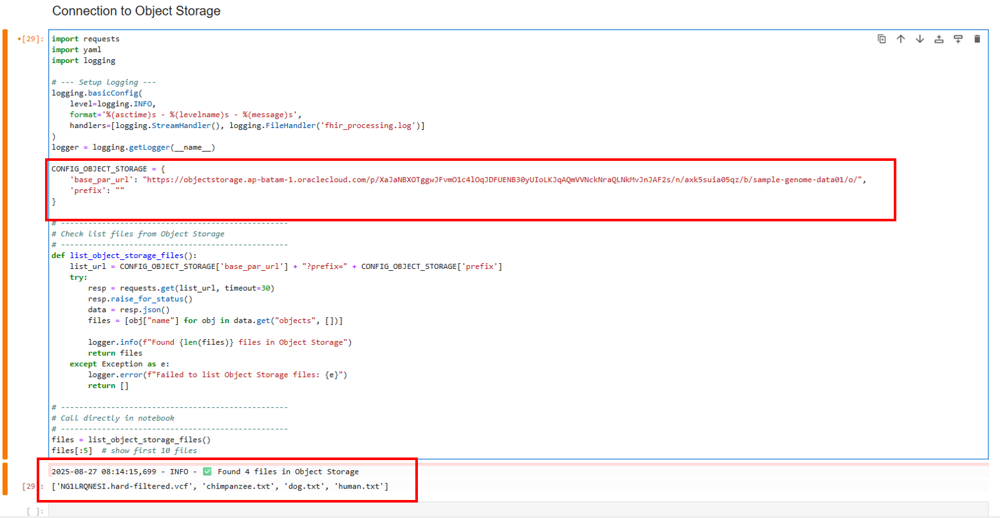 Connection to Object Storage
•[29]:
import requests
import yaml
import logging
# --- Setup logging ---
logging.basicConfig(
    level=logging.INFO,
    format='%(asctime)s - %(levelname)s - %(message)s',
    handlers=[logging.StreamHandler(), logging.FileHandler('fhir_processing.log')]
)
logger = logging.getLogger(__name__)
CONFIG_OBJECT_STORAGE = {
    'base_par_url': "https://objectstorage.ap-batam-1.oraclecloud.com/p/XaJaNBXOTggwJFvmO1c4lOqJDFUENB30yUIoLKJqAQmVVNckNraQLNkMvJnJAF2s/n/axk5suia05qz/b/sample-genome-data01/o/",
    'prefix': ""
}
# --------------------------------------------------
# Check list files from Object Storage
# --------------------------------------------------
def list_object_storage_files():
    list_url = CONFIG_OBJECT_STORAGE['base_par_url'] + "?prefix=" + CONFIG_OBJECT_STORAGE['prefix']
    try:
        resp = requests.get(list_url, timeout=30)
        resp.raise_for_status()
        data = resp.json()
        files = [obj["name"] for obj in data.get("objects", [])]
        logger.info(f"Found {len(files)} files in Object Storage")
        return files
    except Exception as e:
        logger.error(f"Failed to list Object Storage files: {e}")
        return []
# --------------------------------------------------
# Call directly in notebook
# --------------------------------------------------
files = list_object_storage_files()
files[:5]  # show first 10 files
2025-08-27 08:14:15,699 - INFO - ✅ Found 4 files in Object Storage
[29]: ['NG1LRQNESI.hard-filtered.vcf', 'chimpanzee.txt', 'dog.txt', 'human.txt']
[ ]: